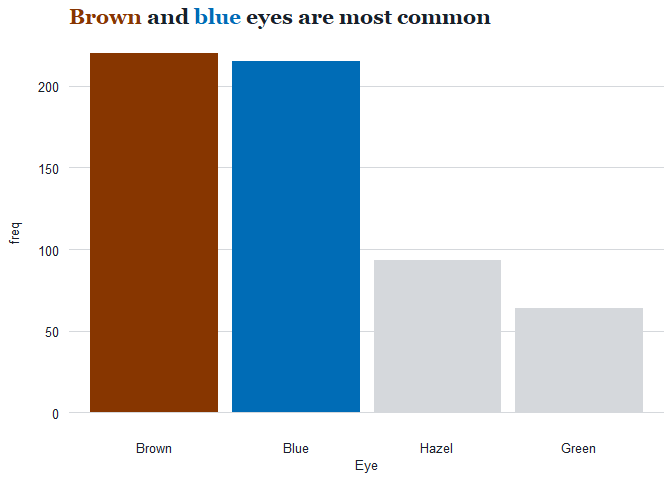 Brown and blue eyes are most common
200
150
100
50
0
freq
Brown Blue Hazel Green
Eye